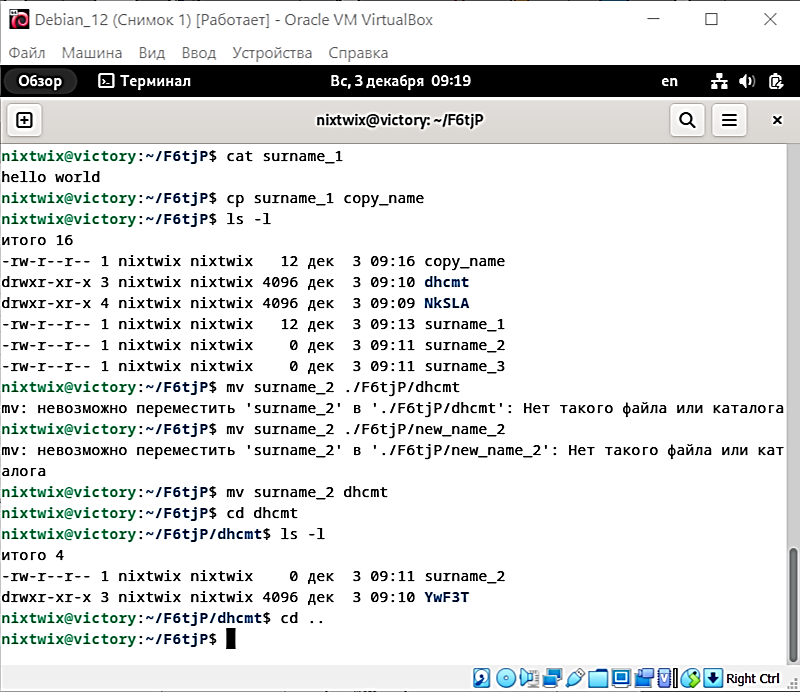 Debian_12 (Снимок 1) [Работает] - Oracle VM VirtualBox
Файл Машина Вид Ввод Устройства Справка
Обзор Терминал Вс, 3 декабря 09:19 en
nixtwix@victory: ~/F6tjP
nixtwix@victory:~/F6tjP$ cat surname_1
hello world
nixtwix@victory:~/F6tjP$ cp surname_1 copy_name
nixtwix@victory:~/F6tjP$ ls -l
итого 16
-rw-r--r-- 1 nixtwix nixtwix   12 дек  3 09:16 copy_name
drwxr-xr-x 3 nixtwix nixtwix 4096 дек  3 09:10 dhcmt
drwxr-xr-x 4 nixtwix nixtwix 4096 дек  3 09:09 NkSLA
-rw-r--r-- 1 nixtwix nixtwix   12 дек  3 09:13 surname_1
-rw-r--r-- 1 nixtwix nixtwix    0 дек  3 09:11 surname_2
-rw-r--r-- 1 nixtwix nixtwix    0 дек  3 09:11 surname_3
nixtwix@victory:~/F6tjP$ mv surname_2 ./F6tjP/dhcmt
mv: невозможно переместить 'surname_2' в './F6tjP/dhcmt': Нет такого файла или каталога
nixtwix@victory:~/F6tjP$ mv surname_2 ./F6tjP/new_name_2
mv: невозможно переместить 'surname_2' в './F6tjP/new_name_2': Нет такого файла или кат
алога
nixtwix@victory:~/F6tjP$ mv surname_2 dhcmt
nixtwix@victory:~/F6tjP$ cd dhcmt
nixtwix@victory:~/F6tjP/dhcmt$ ls -l
итого 4
-rw-r--r-- 1 nixtwix nixtwix    0 дек  3 09:11 surname_2
drwxr-xr-x 3 nixtwix nixtwix 4096 дек  3 09:10 YwF3T
nixtwix@victory:~/F6tjP/dhcmt$ cd ..
nixtwix@victory:~/F6tjP$
Right Ctrl